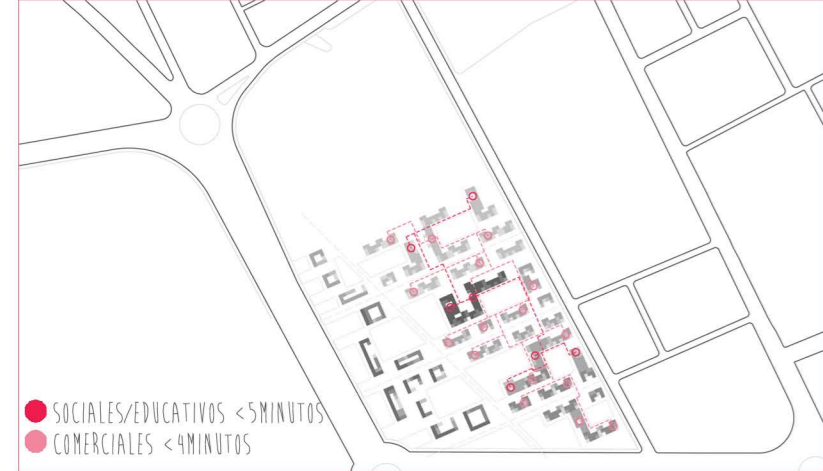 SOCIALES/EDUCATIVOS <5MINUTOS
COMERCIALES <4MINUTOS